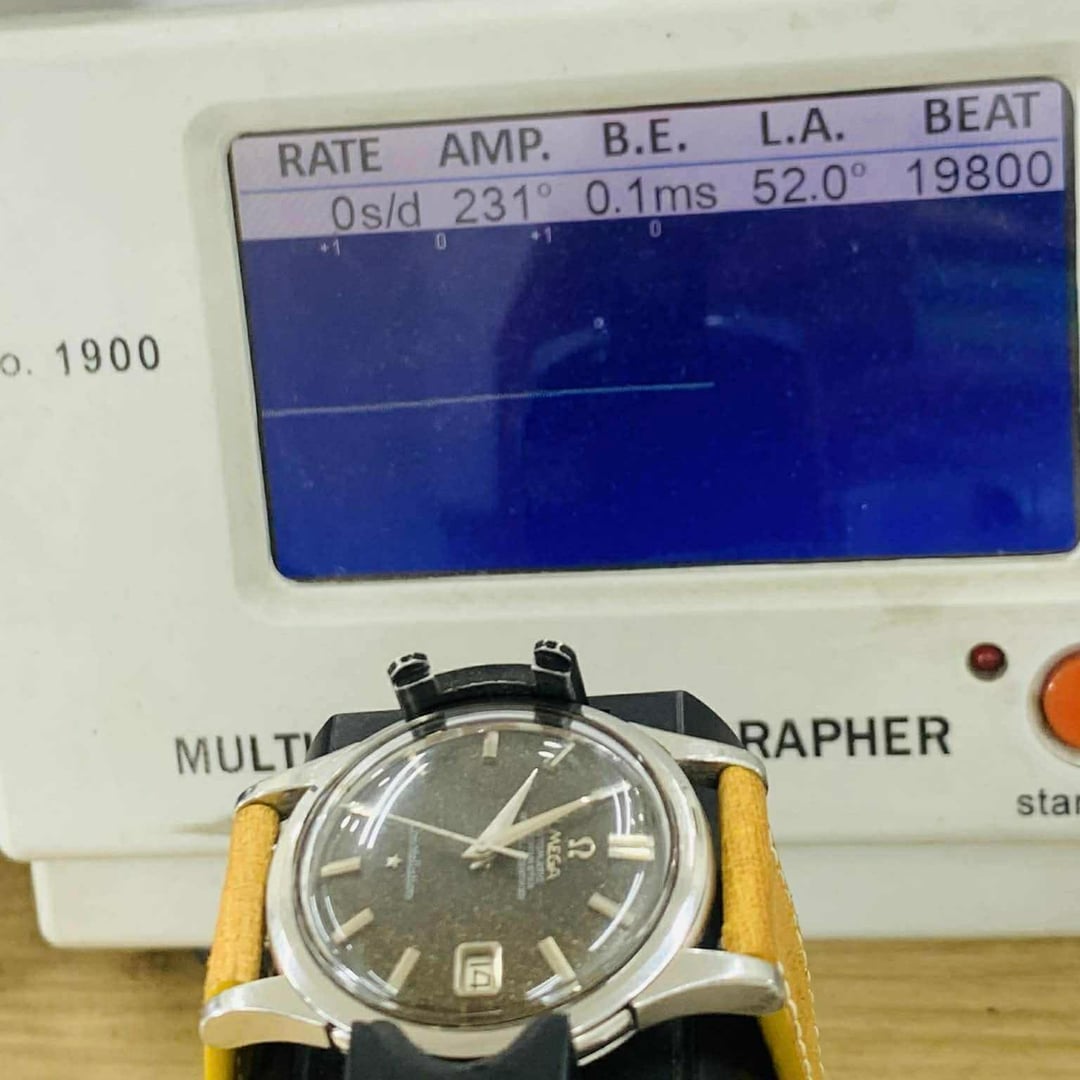 RATE AMP. B.E. L.A. BEAT
0s/d 231° 0.1ms 52.0° 19800
+1 0 +1 0
o. 1900
MULTI
RAPHER
star
Ω
OMEGA
Constellation
14